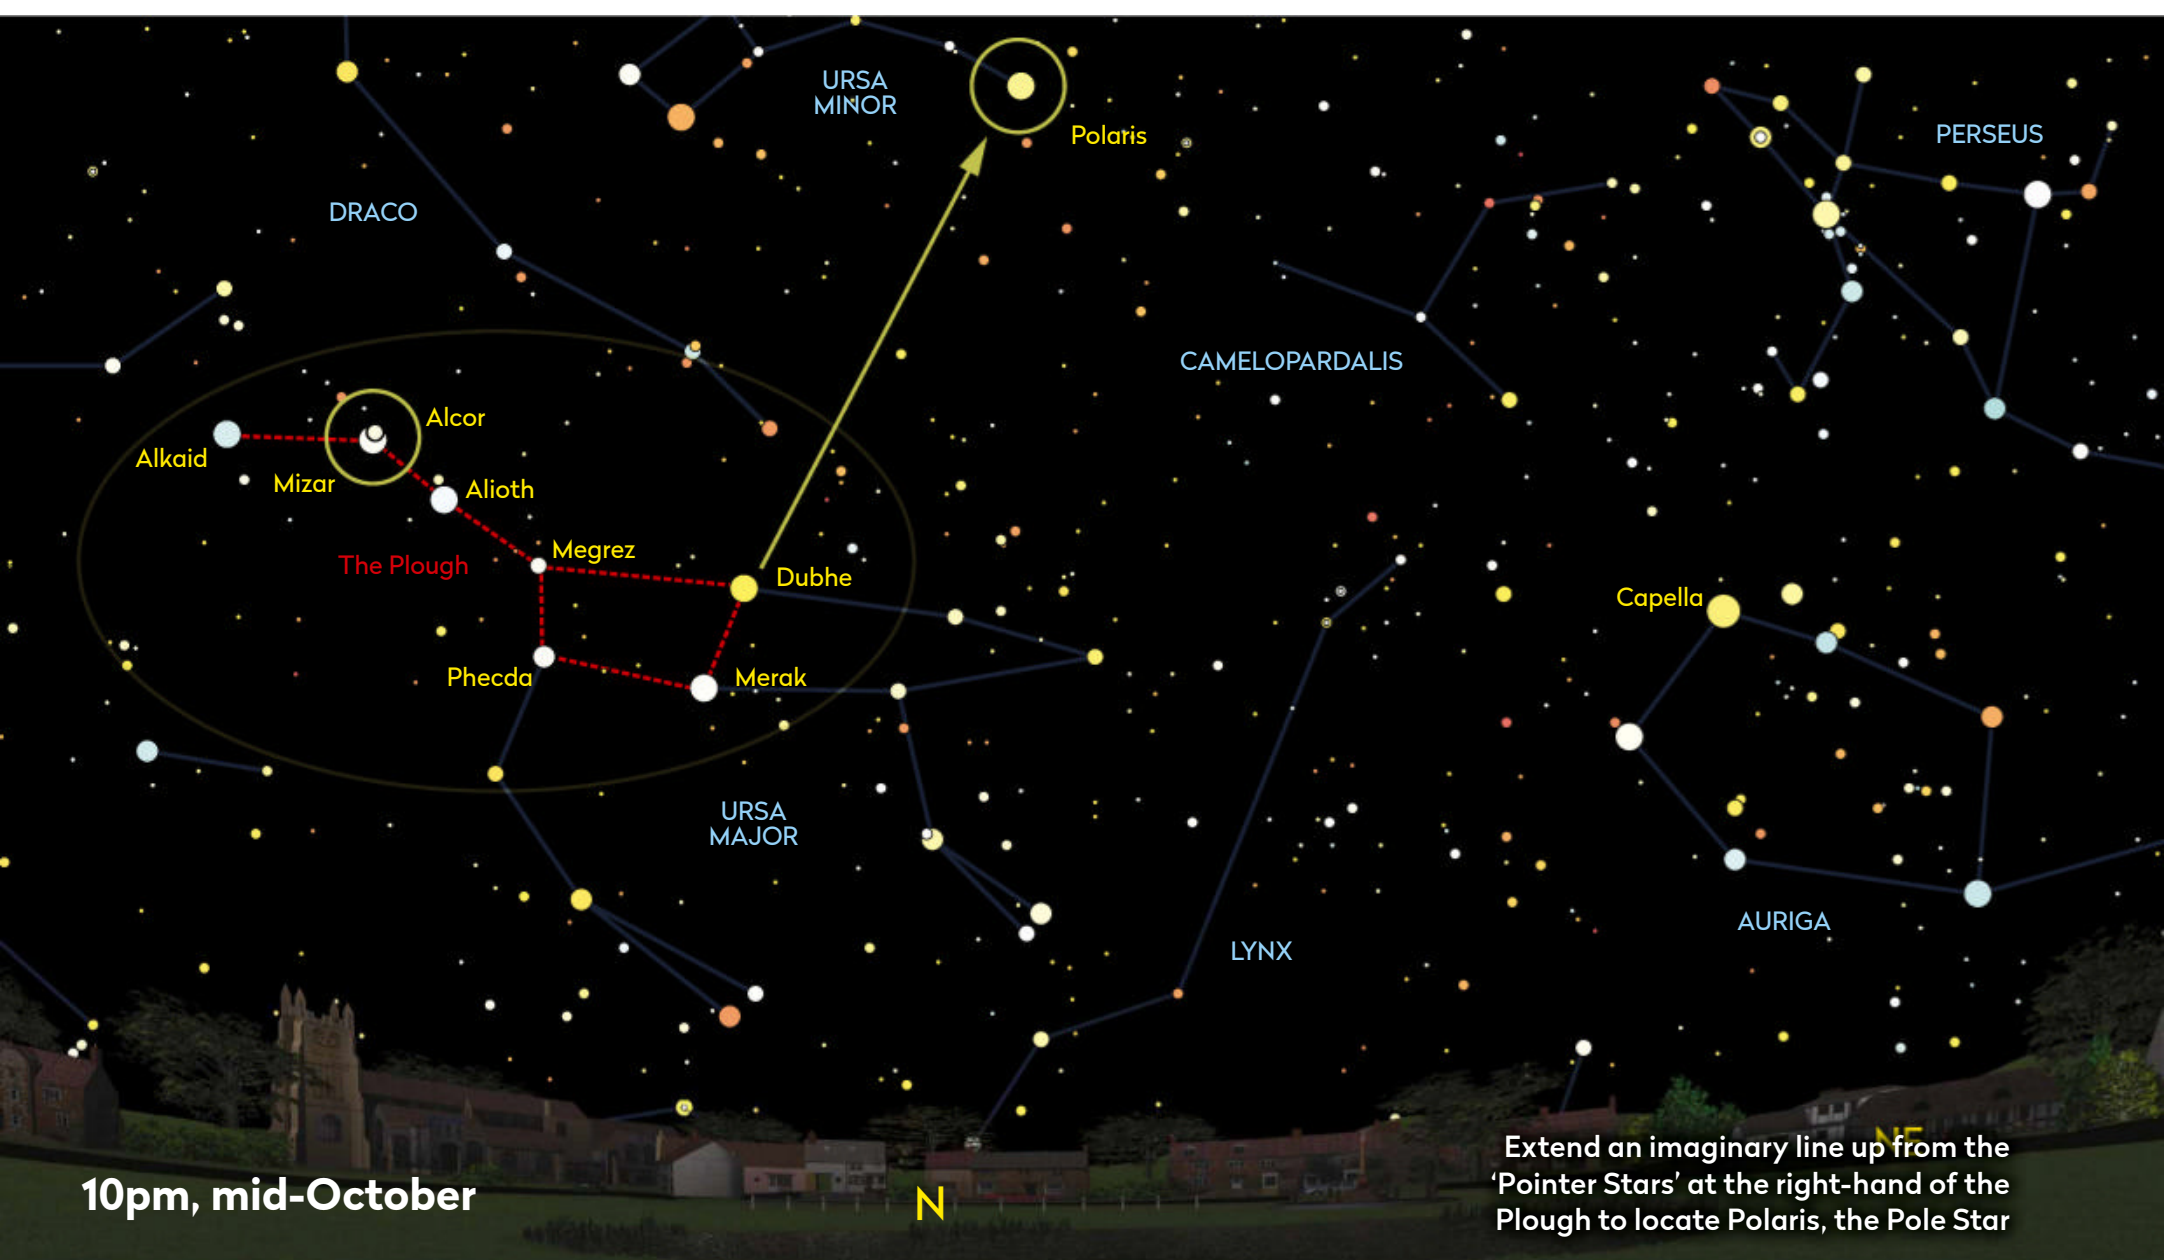 URSA
MINOR
Polaris
PERSEUS
DRACO
CAMELOPARDALIS
Alcor
Alkaid
Mizar
Alioth
Megrez
The Plough
Dubhe
Capella
Phecda
Merak
URSA
MAJOR
AURIGA
LYNX
NE
10pm, mid-October
N
Extend an imaginary line up from the
‘Pointer Stars’ at the right-hand of the
Plough to locate Polaris, the Pole Star